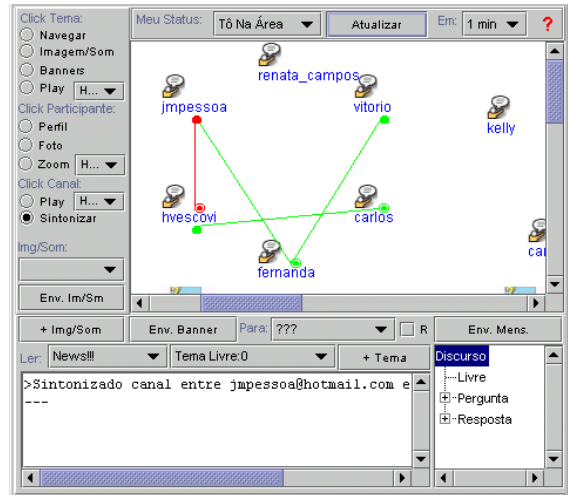 Click Tema:
Navegar
Imagem/Som
Banners
Play H...
Click Participante:
Perfil
Foto
Zoom H...
Click Canal:
Play H...
Sintonizar
Img/Som:
Env. Im/Sm
Meu Status: Tô Na Área Atualizar Em: 1 min ?
renata_campos
jmpessoa vitorio
kelly
hvescovi carlos
cal
fernanda
+ Img/Som Env. Banner Para: ??? R Env. Mens.
Ler: News!!! Tema Livre:0 + Tema
>Sintonizado canal entre jmpessoa@hotmail.com e
---
Discurso
Livre
Pergunta
Resposta